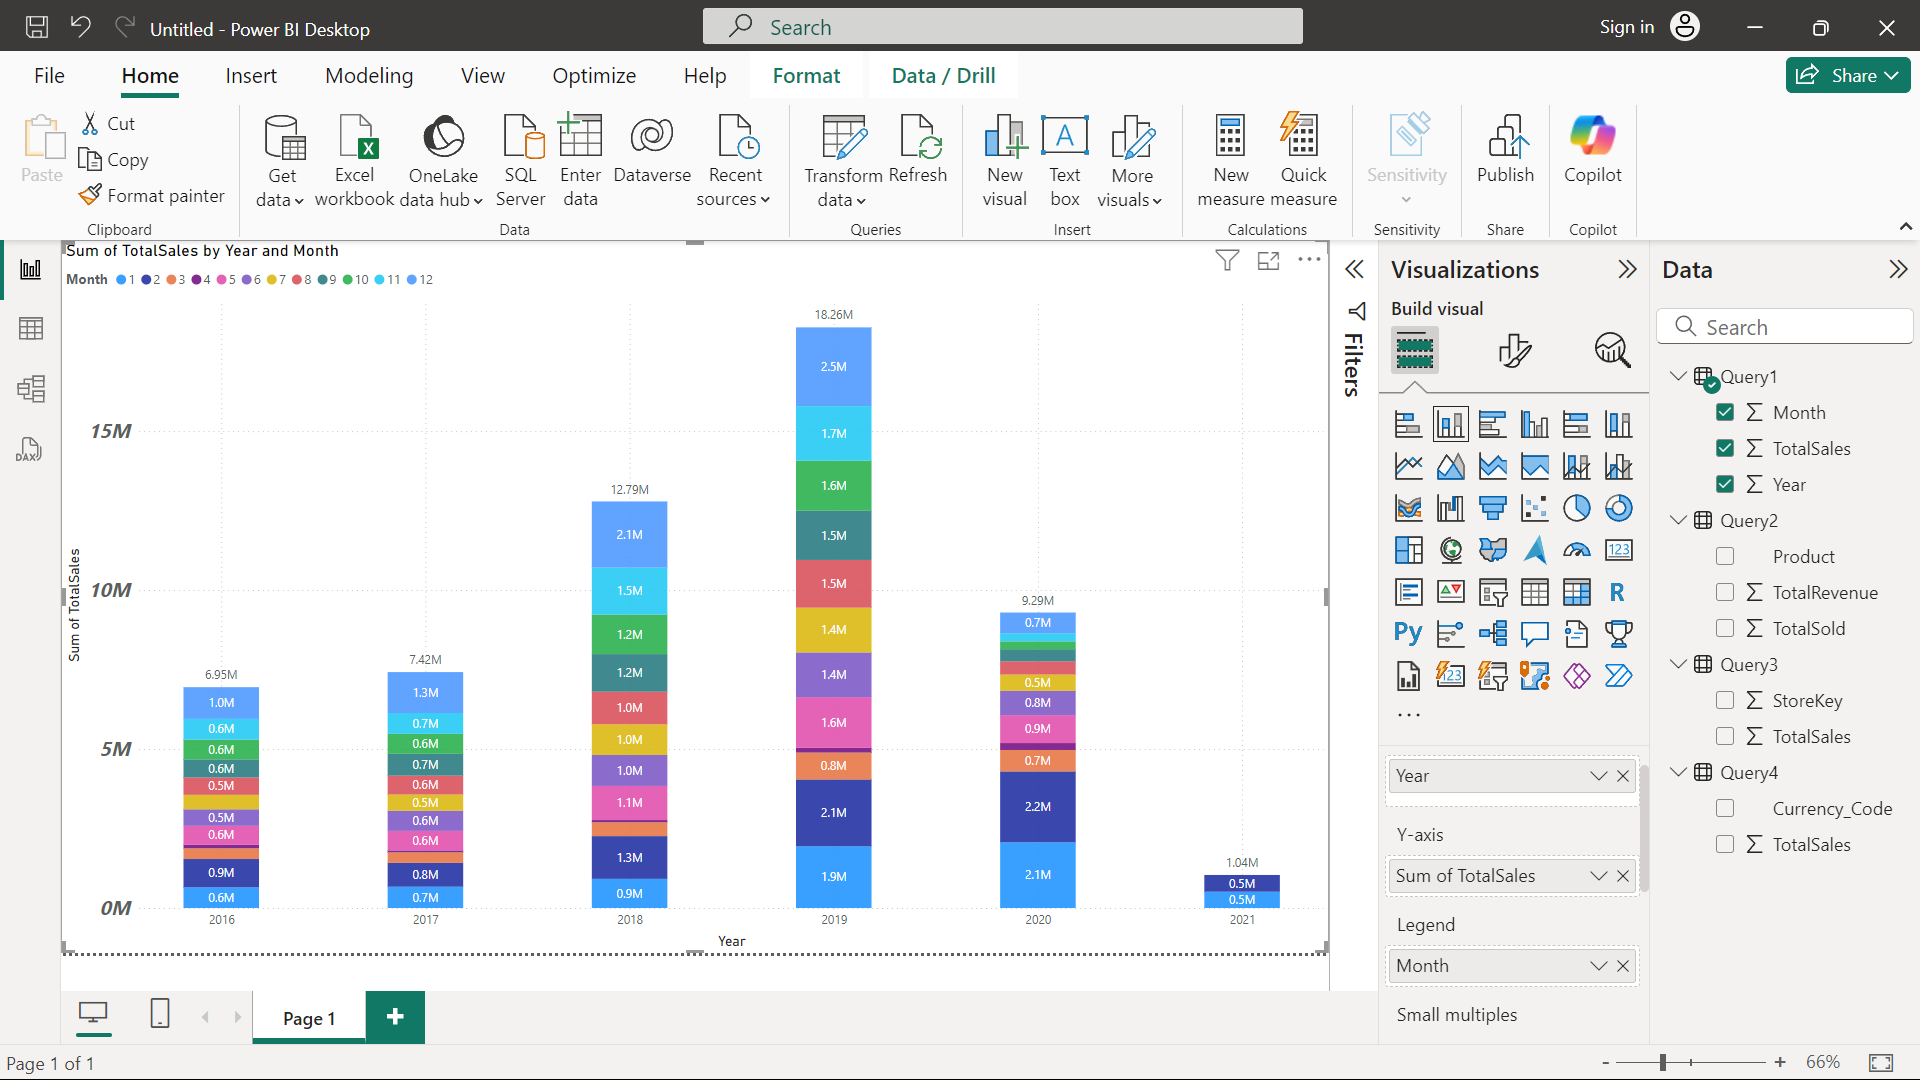 Untitled - Power BI Desktop
Search
Sign in
File Home Insert Modeling View Optimize Help Format Data / Drill
Share
Paste
Cut
Copy
Format painter
Clipboard
Get data
Excel workbook
OneLake data hub
SQL Server
Enter data
Dataverse
Recent sources
Data
Transform data
Refresh
Queries
New visual
A
Text box
More visuals
Insert
New measure
Quick measure
Calculations
Sensitivity
Sensitivity
Publish
Share
Copilot
Copilot
DAX
Sum of TotalSales by Year and Month
Month 1 2 3 4 5 6 7 8 9 10 11 12
Sum of TotalSales
15M
10M
5M
0M
6.95M
1.0M
0.6M
0.6M
0.6M
0.5M
0.5M
0.6M
0.9M
0.6M
2016
7.42M
1.3M
0.7M
0.6M
0.7M
0.6M
0.5M
0.6M
0.6M
0.8M
0.7M
2017
12.79M
2.1M
1.5M
1.2M
1.2M
1.0M
1.0M
1.0M
1.1M
1.3M
0.9M
2018
18.26M
2.5M
1.7M
1.6M
1.5M
1.5M
1.4M
1.4M
1.6M
0.8M
2.1M
1.9M
2019
9.29M
0.7M
0.5M
0.8M
0.9M
0.7M
2.2M
2.1M
2020
1.04M
0.5M
0.5M
2021
Year
Filters
Visualizations
Build visual
123
R
Py
123
Year
Y-axis
Sum of TotalSales
Legend
Month
Small multiples
Data
Search
Query1
Month
TotalSales
Year
Query2
Product
TotalRevenue
TotalSold
Query3
StoreKey
TotalSales
Query4
Currency_Code
TotalSales
Page 1
Page 1 of 1
66%